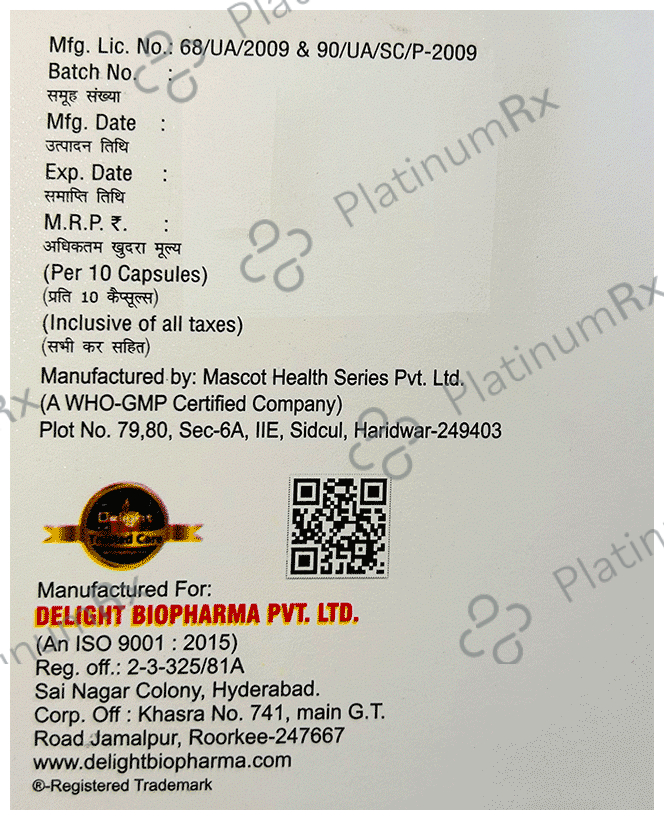 Mfg. Lic. No.: 68/UA/2009 & 90/UA/SC/P-2009
Batch No. :
समूह संख्या
Mfg. Date :
उत्पादन तिथि
Exp. Date :
समाप्ति तिथि
M.R.P. ₹. :
अधिकतम खुदरा मूल्य
(Per 10 Capsules)
(प्रति 10 कैप्सूल्स)
(Inclusive of all taxes)
(सभी कर सहित)
Manufactured by: Mascot Health Series Pvt. Ltd.
(A WHO-GMP Certified Company)
Plot No. 79,80, Sec-6A, IIE, Sidcul, Haridwar-249403
Trusted Care
Manufactured For:
DELIGHT BIOPHARMA PVT. LTD.
(An ISO 9001 : 2015)
Reg. off.: 2-3-325/81A
Sai Nagar Colony, Hyderabad.
Corp. Off : Khasra No. 741, main G.T.
Road Jamalpur, Roorkee-247667
www.delightbiopharma.com
®-Registered Trademark
PlatinumRx
PlatinumRx